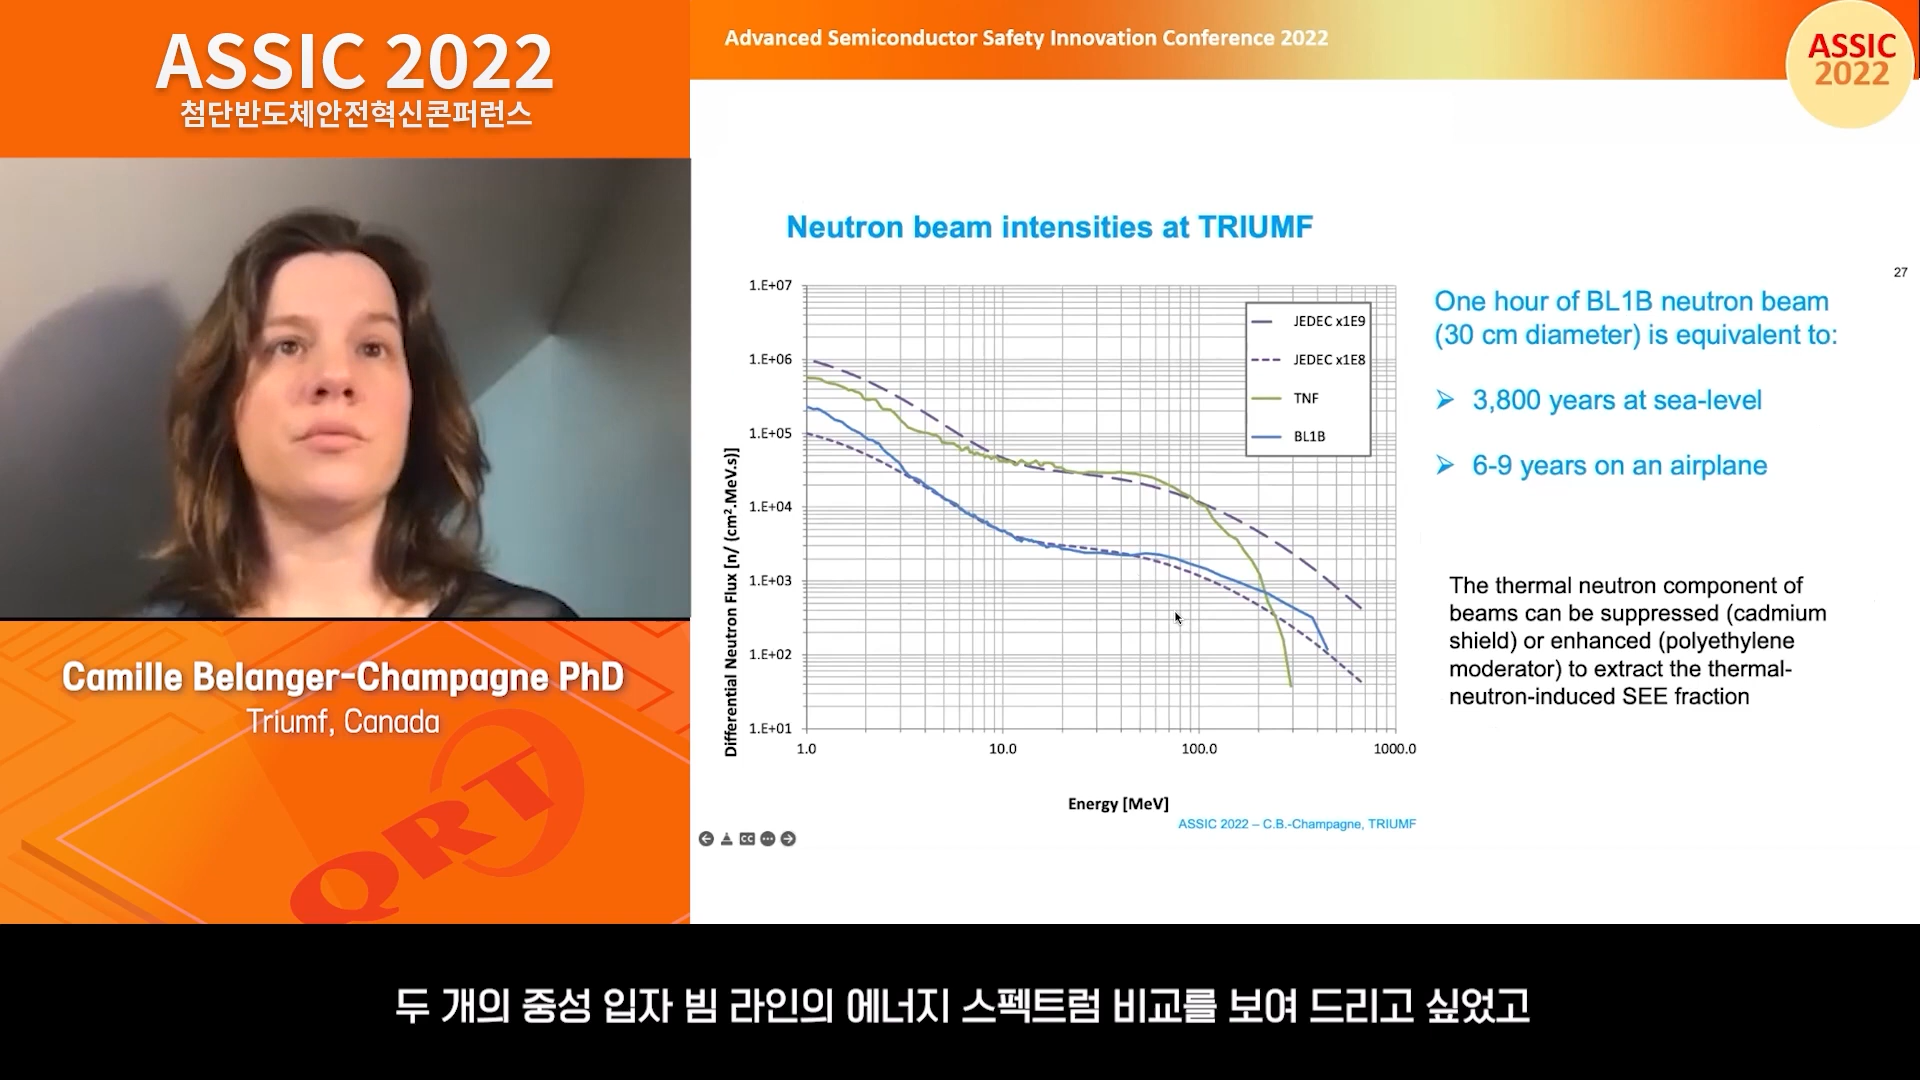 ASSIC 2022
첨단반도체안전혁신콘퍼런스
Camille Belanger-Champagne PhD
Triumf, Canada
QRT
Advanced Semiconductor Safety Innovation Conference 2022
ASSIC
2022
Neutron beam intensities at TRIUMF
27
Differential Neutron Flux [n/ (cm².MeV.s)]
1.E+07
1.E+06
1.E+05
1.E+04
1.E+03
1.E+02
1.E+01
1.0
10.0
100.0
1000.0
Energy [MeV]
JEDEC x1E9
JEDEC x1E8
TNF
BL1B
One hour of BL1B neutron beam
(30 cm diameter) is equivalent to:
➢ 3,800 years at sea-level
➢ 6-9 years on an airplane
The thermal neutron component of
beams can be suppressed (cadmium
shield) or enhanced (polyethylene
moderator) to extract the thermal-
neutron-induced SEE fraction
ASSIC 2022 – C.B.-Champagne, TRIUMF
CC
두 개의 중성 입자 빔 라인의 에너지 스펙트럼 비교를 보여 드리고 싶었고